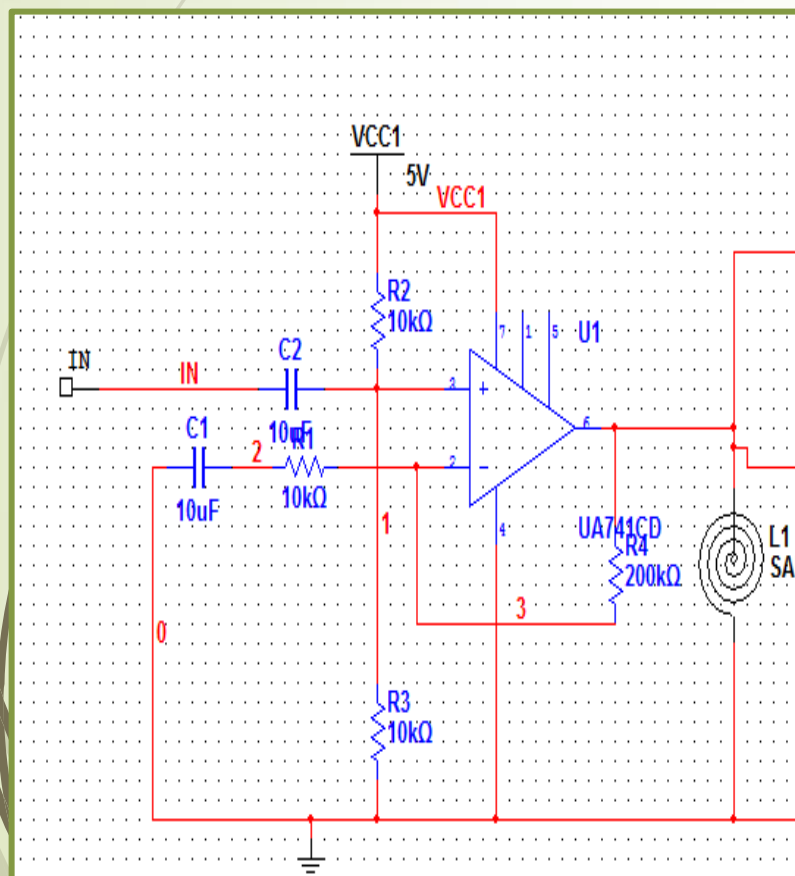 VCC1
5V
VCC1
R2
10kΩ
7
1
5
U1
IN
IN
C2
10uF
3
+
6
C1
10uF
2
R1
10kΩ
2
−
1
4
UA741CD
R4
200kΩ
L1
SA
3
0
R3
10kΩ